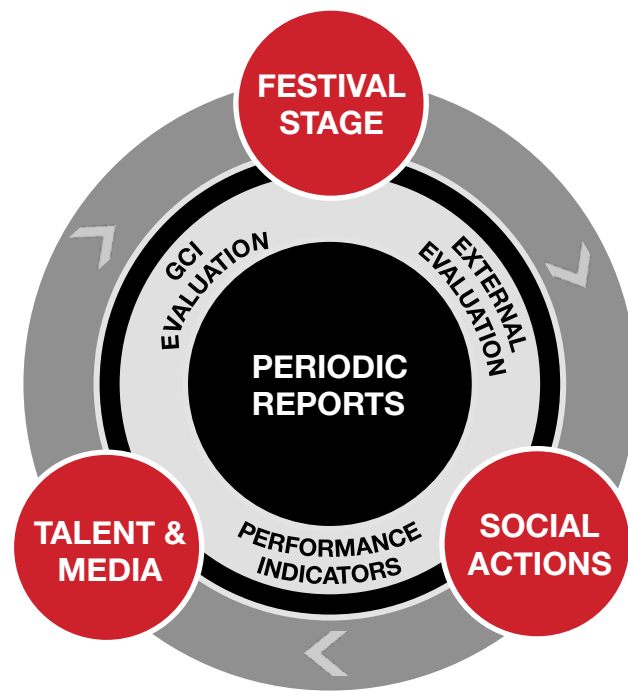 FESTIVAL
STAGE
GCI
EVALUATION
EXTERNAL
EVALUATION
PERIODIC
REPORTS
TALENT &
MEDIA
PERFORMANCE
INDICATORS
SOCIAL
ACTIONS